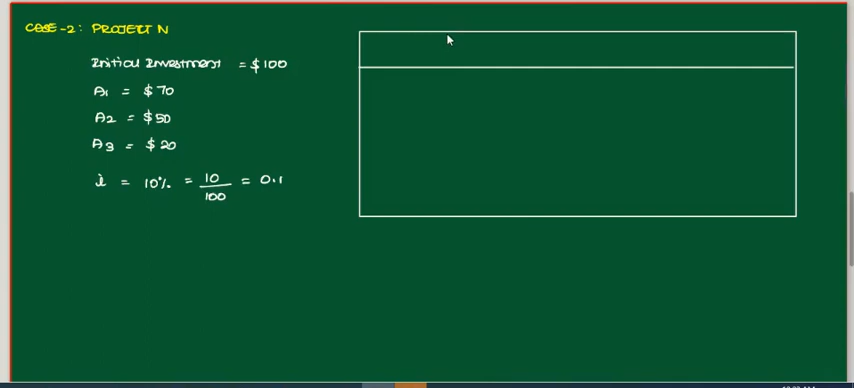 CASE-2: PROJECT N
Initial Investment = $100
A1 = $70
A2 = $50
A3 = $20
i = 10% = 10/100 = 0.1